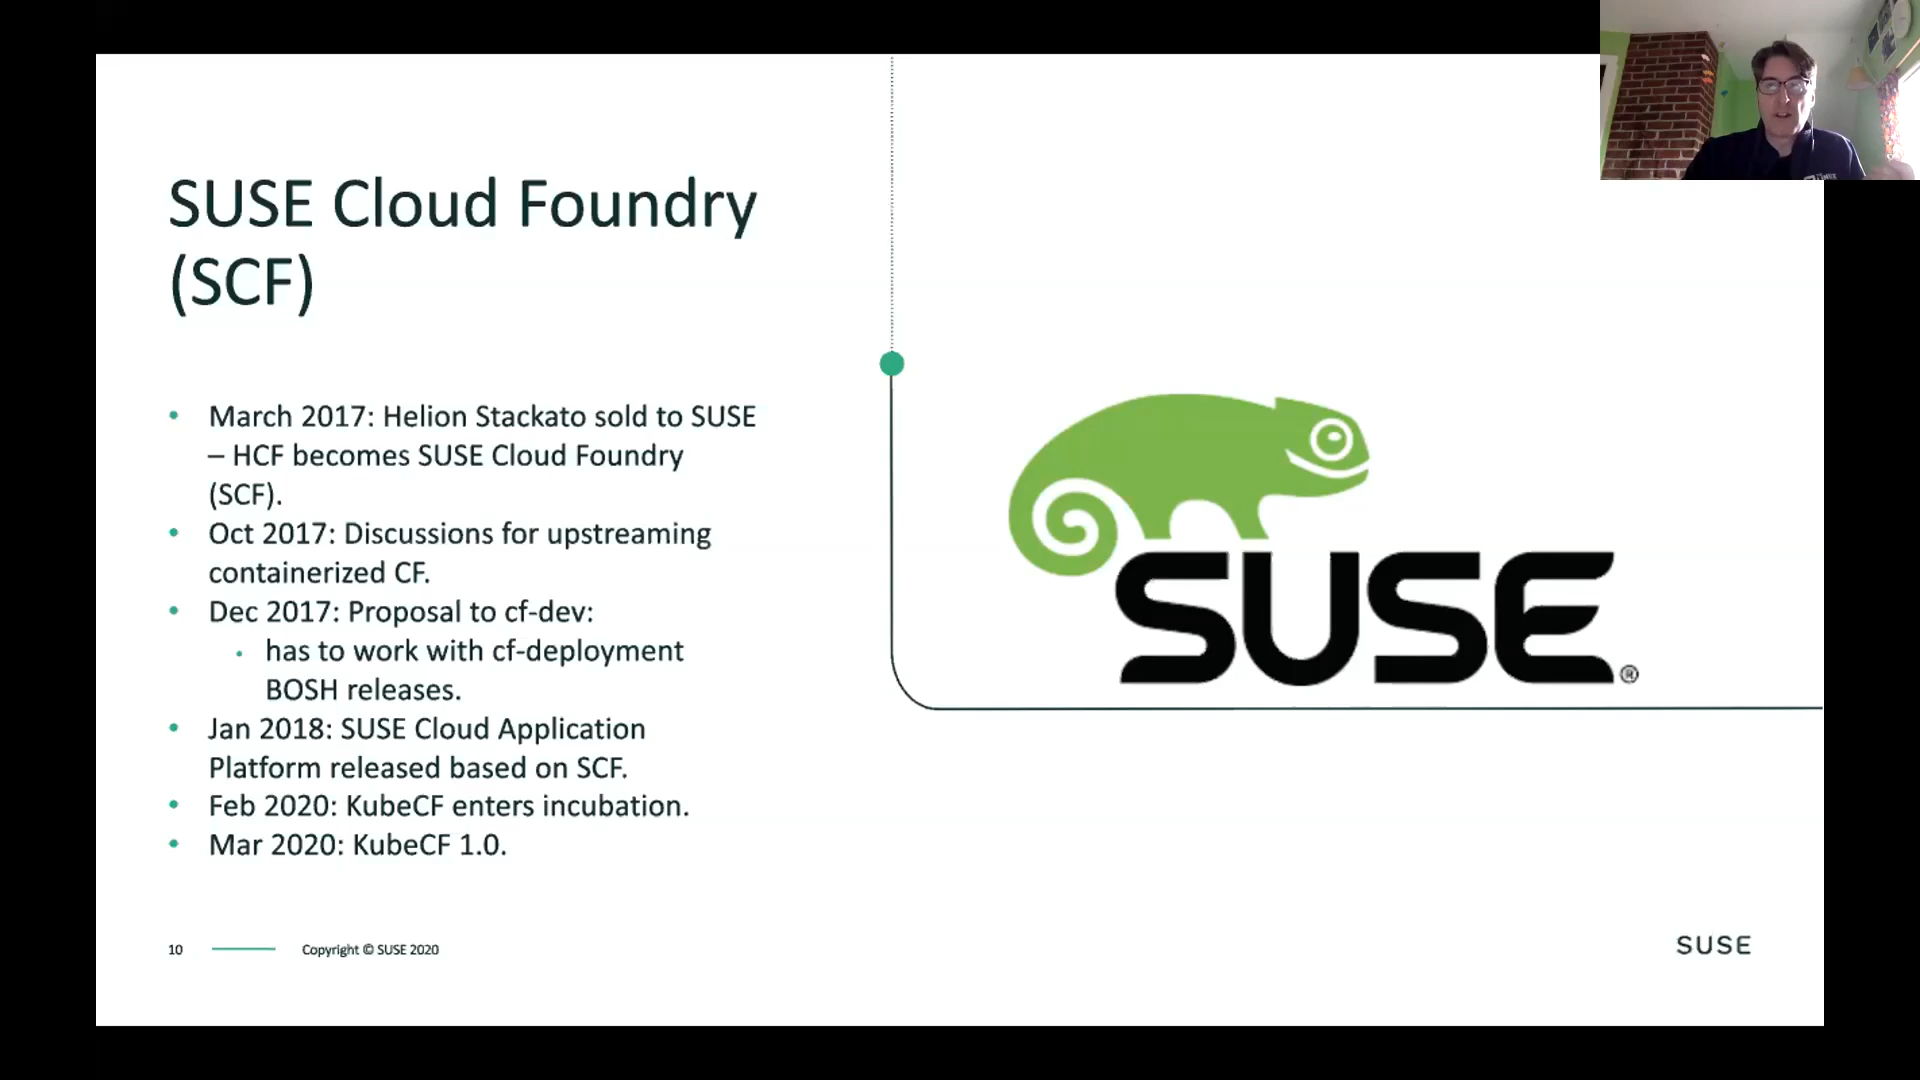 SUSE Cloud Foundry
(SCF)
• March 2017: Helion Stackato sold to SUSE
– HCF becomes SUSE Cloud Foundry
(SCF).
• Oct 2017: Discussions for upstreaming
containerized CF.
• Dec 2017: Proposal to cf-dev:
• has to work with cf-deployment
BOSH releases.
• Jan 2018: SUSE Cloud Application
Platform released based on SCF.
• Feb 2020: KubeCF enters incubation.
• Mar 2020: KubeCF 1.0.
SUSE®
10
Copyright © SUSE 2020
SUSE